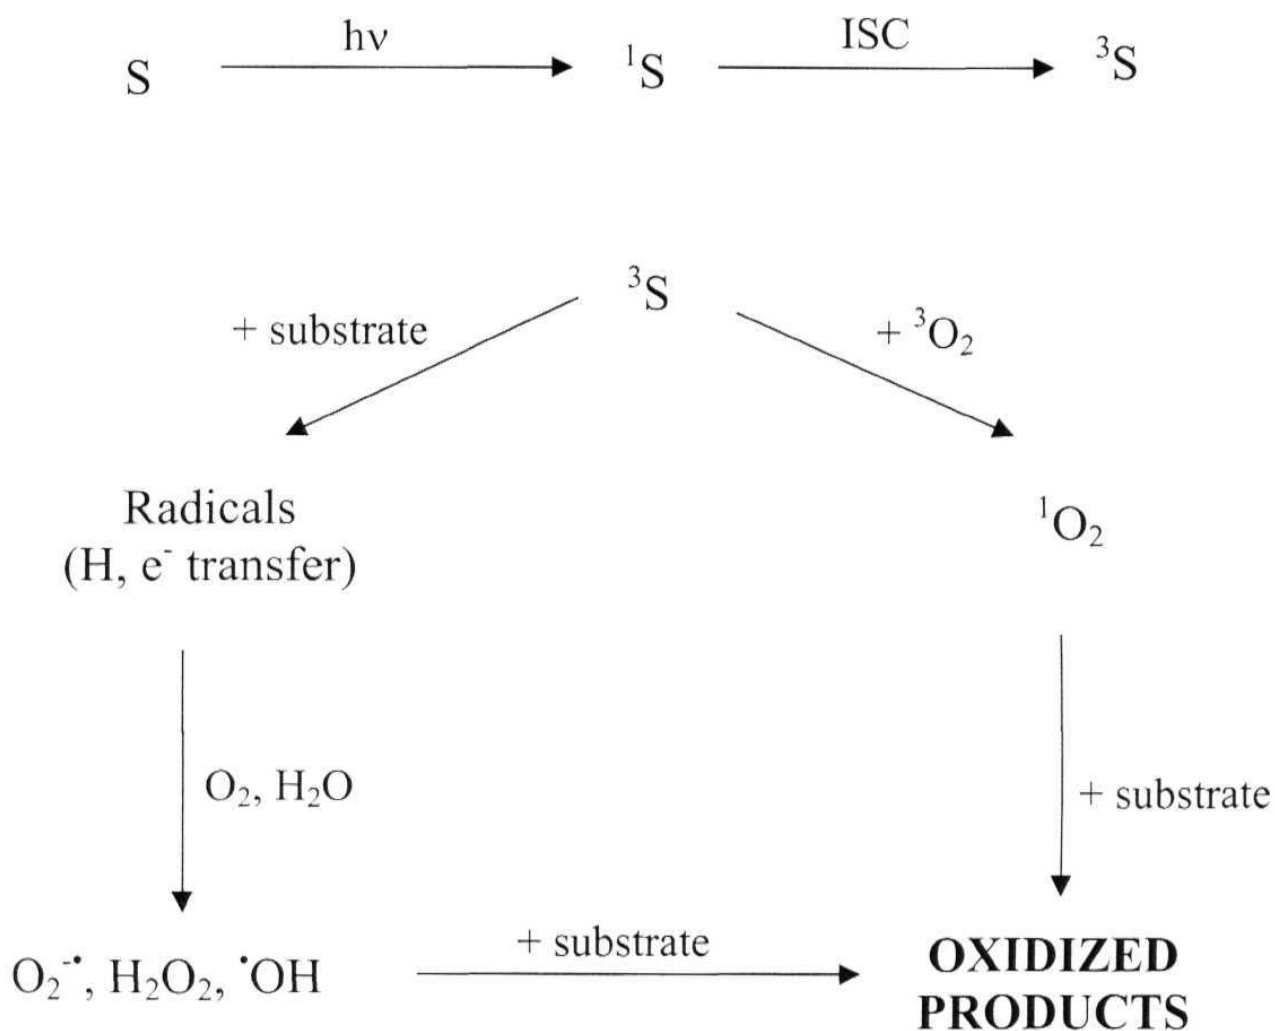 S hν ¹S ISC ³S
³S
+ substrate + ³O₂
Radicals
(H, e⁻ transfer)
¹O₂
O₂, H₂O
+ substrate
O₂⁻•, H₂O₂, •OH
+ substrate
OXIDIZED
PRODUCTS